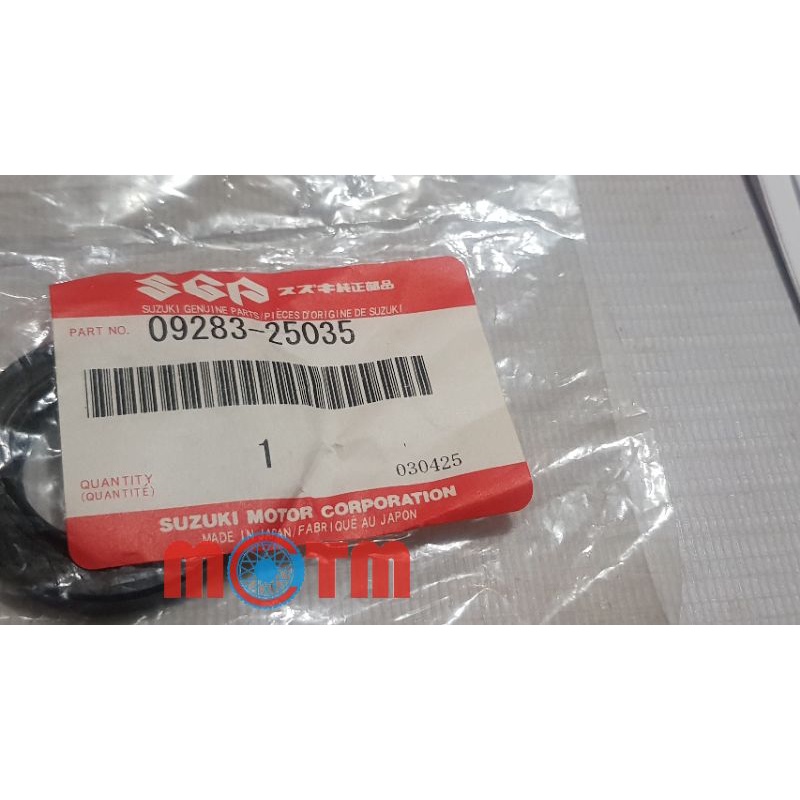 SGP スズキ純正部品
SUZUKI GENUINE PARTS/PIÈCES D'ORIGINE DE SUZUKI
PART NO. 09283-25035
1
030425
QUANTITY
(QUANTITÉ)
SUZUKI MOTOR CORPORATION
MADE IN JAPAN/FABRIQUÉ AU JAPON
MOTM